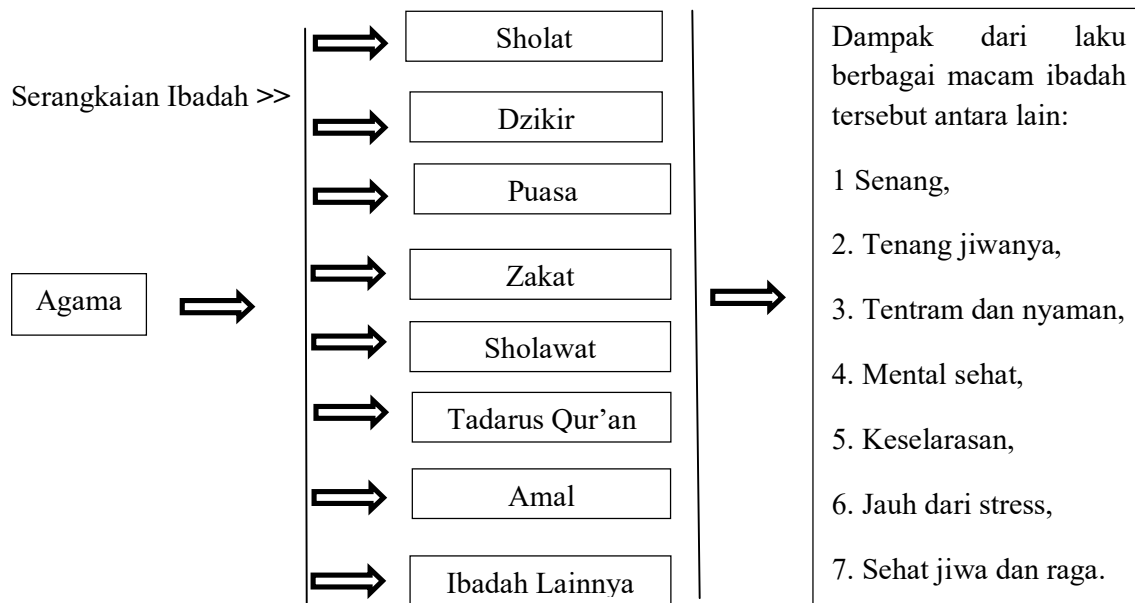 Serangkaian Ibadah >>
Agama
Sholat
Dzikir
Puasa
Zakat
Sholawat
Tadarus Qur’an
Amal
Ibadah Lainnya
Dampak dari laku
berbagai macam ibadah
tersebut antara lain:
1 Senang,
2. Tenang jiwanya,
3. Tentram dan nyaman,
4. Mental sehat,
5. Keselarasan,
6. Jauh dari stress,
7. Sehat jiwa dan raga.